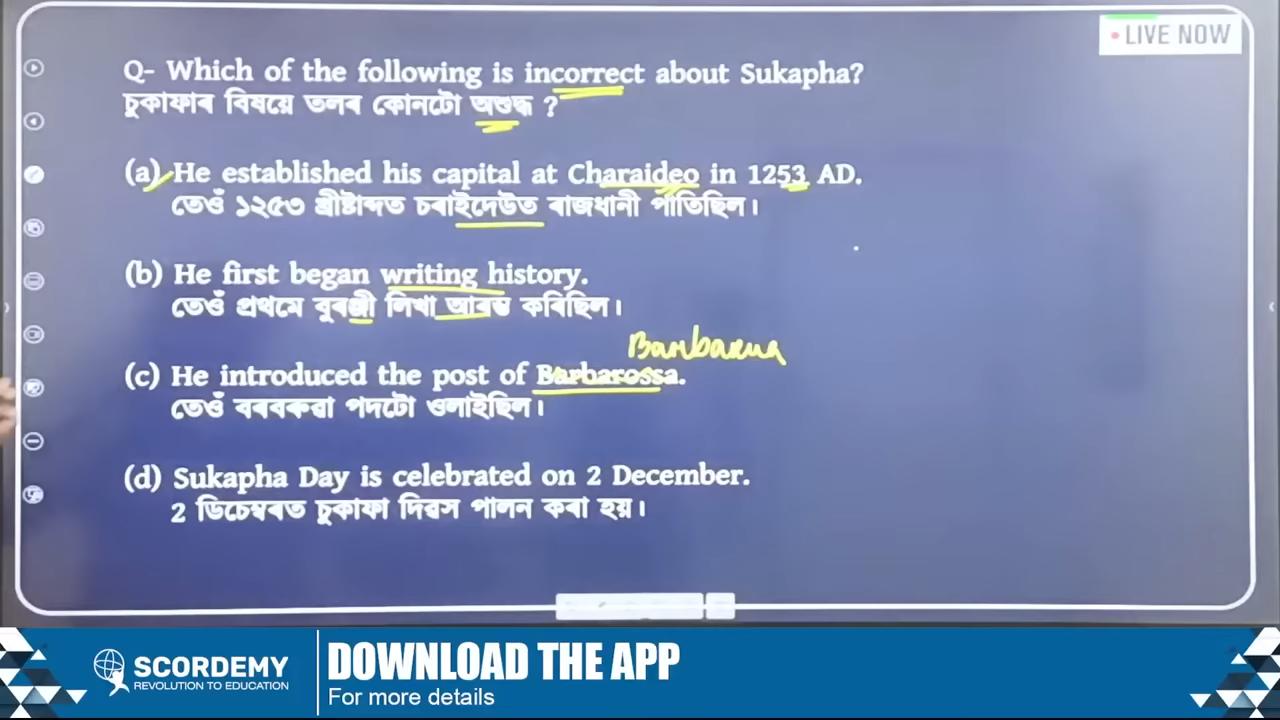 LIVE NOW
Q- Which of the following is incorrect about Sukapha?
চুকাফাৰ বিষয়ে তলৰ কোনটো অশুদ্ধ ?
(a) He established his capital at Charaideo in 1253 AD.
তেওঁ ১২৫৩ খ্ৰীষ্টাব্দত চৰাইদেউত ৰাজধানী পাতিছিল।
(b) He first began writing history.
তেওঁ প্ৰথমে বুৰঞ্জী লিখা আৰম্ভ কৰিছিল।
Barbarua
(c) He introduced the post of Barbarossa.
তেওঁ বৰবৰুৱা পদটো ওলাইছিল।
(d) Sukapha Day is celebrated on 2 December.
2 ডিচেম্বৰত চুকাফা দিৱস পালন কৰা হয়।
SCORDEMY
REVOLUTION TO EDUCATION
DOWNLOAD THE APP
For more details